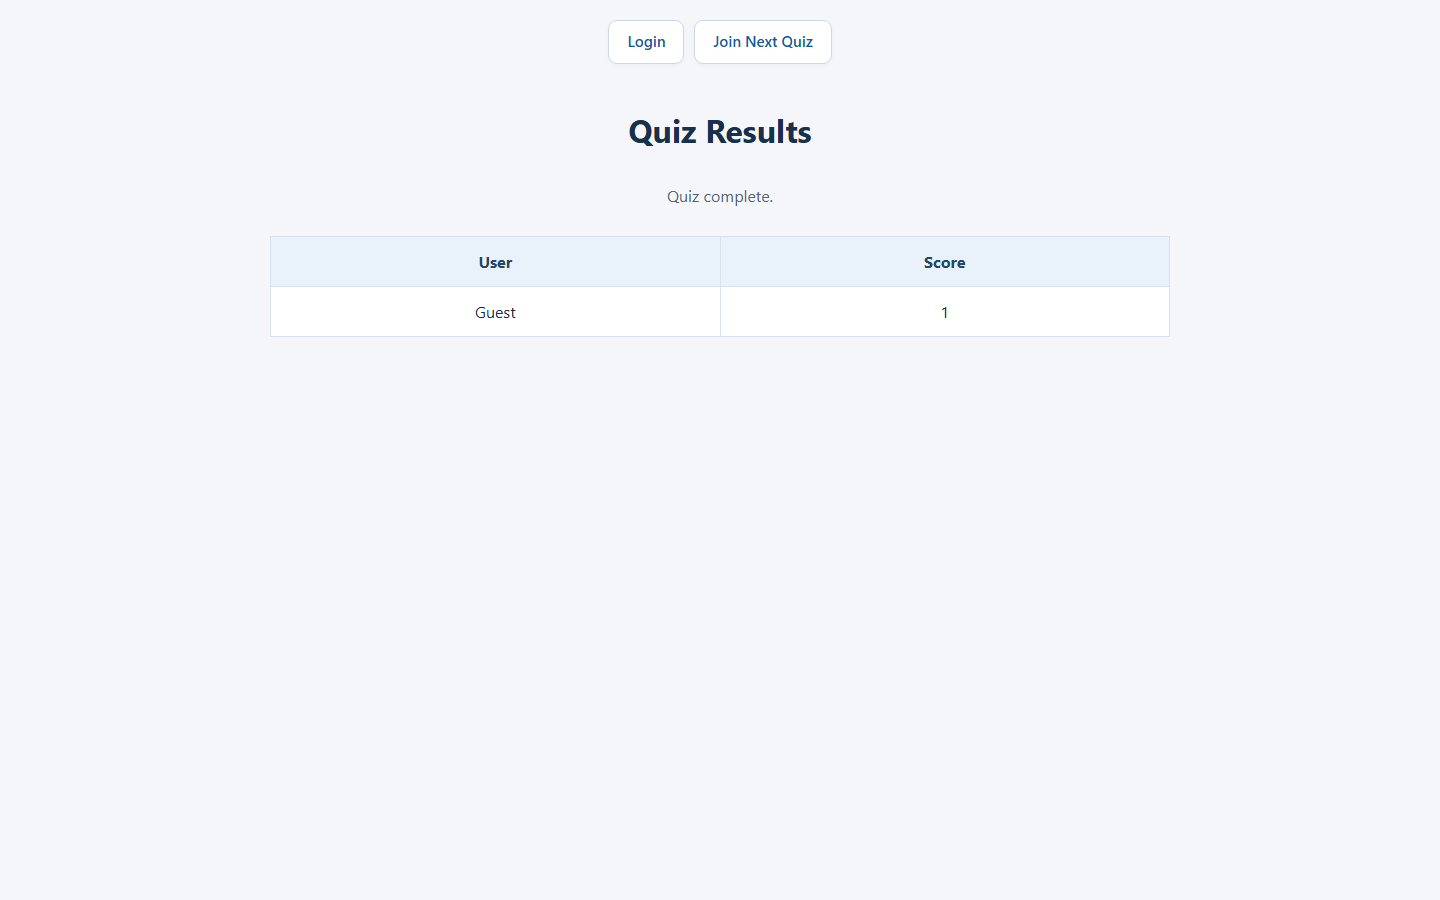 Login Join Next Quiz
Quiz Results
Quiz complete.
User Score
Guest 1